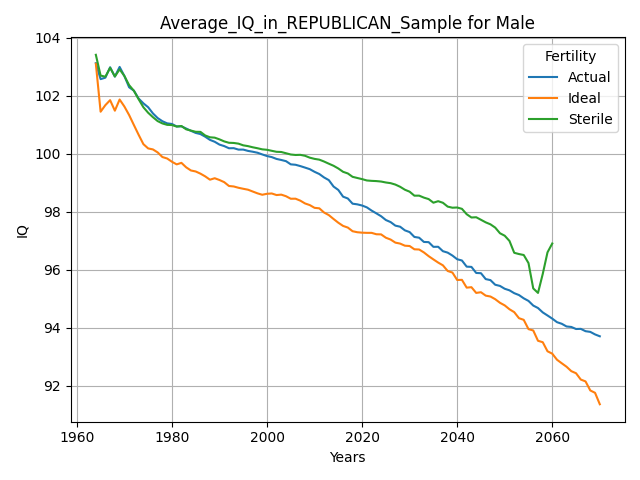 Average_IQ_in_REPUBLICAN_Sample for Male
104
102
100
98
96
94
92
IQ
1960
1980
2000
2020
2040
2060
Years
Fertility
Actual
Ideal
Sterile